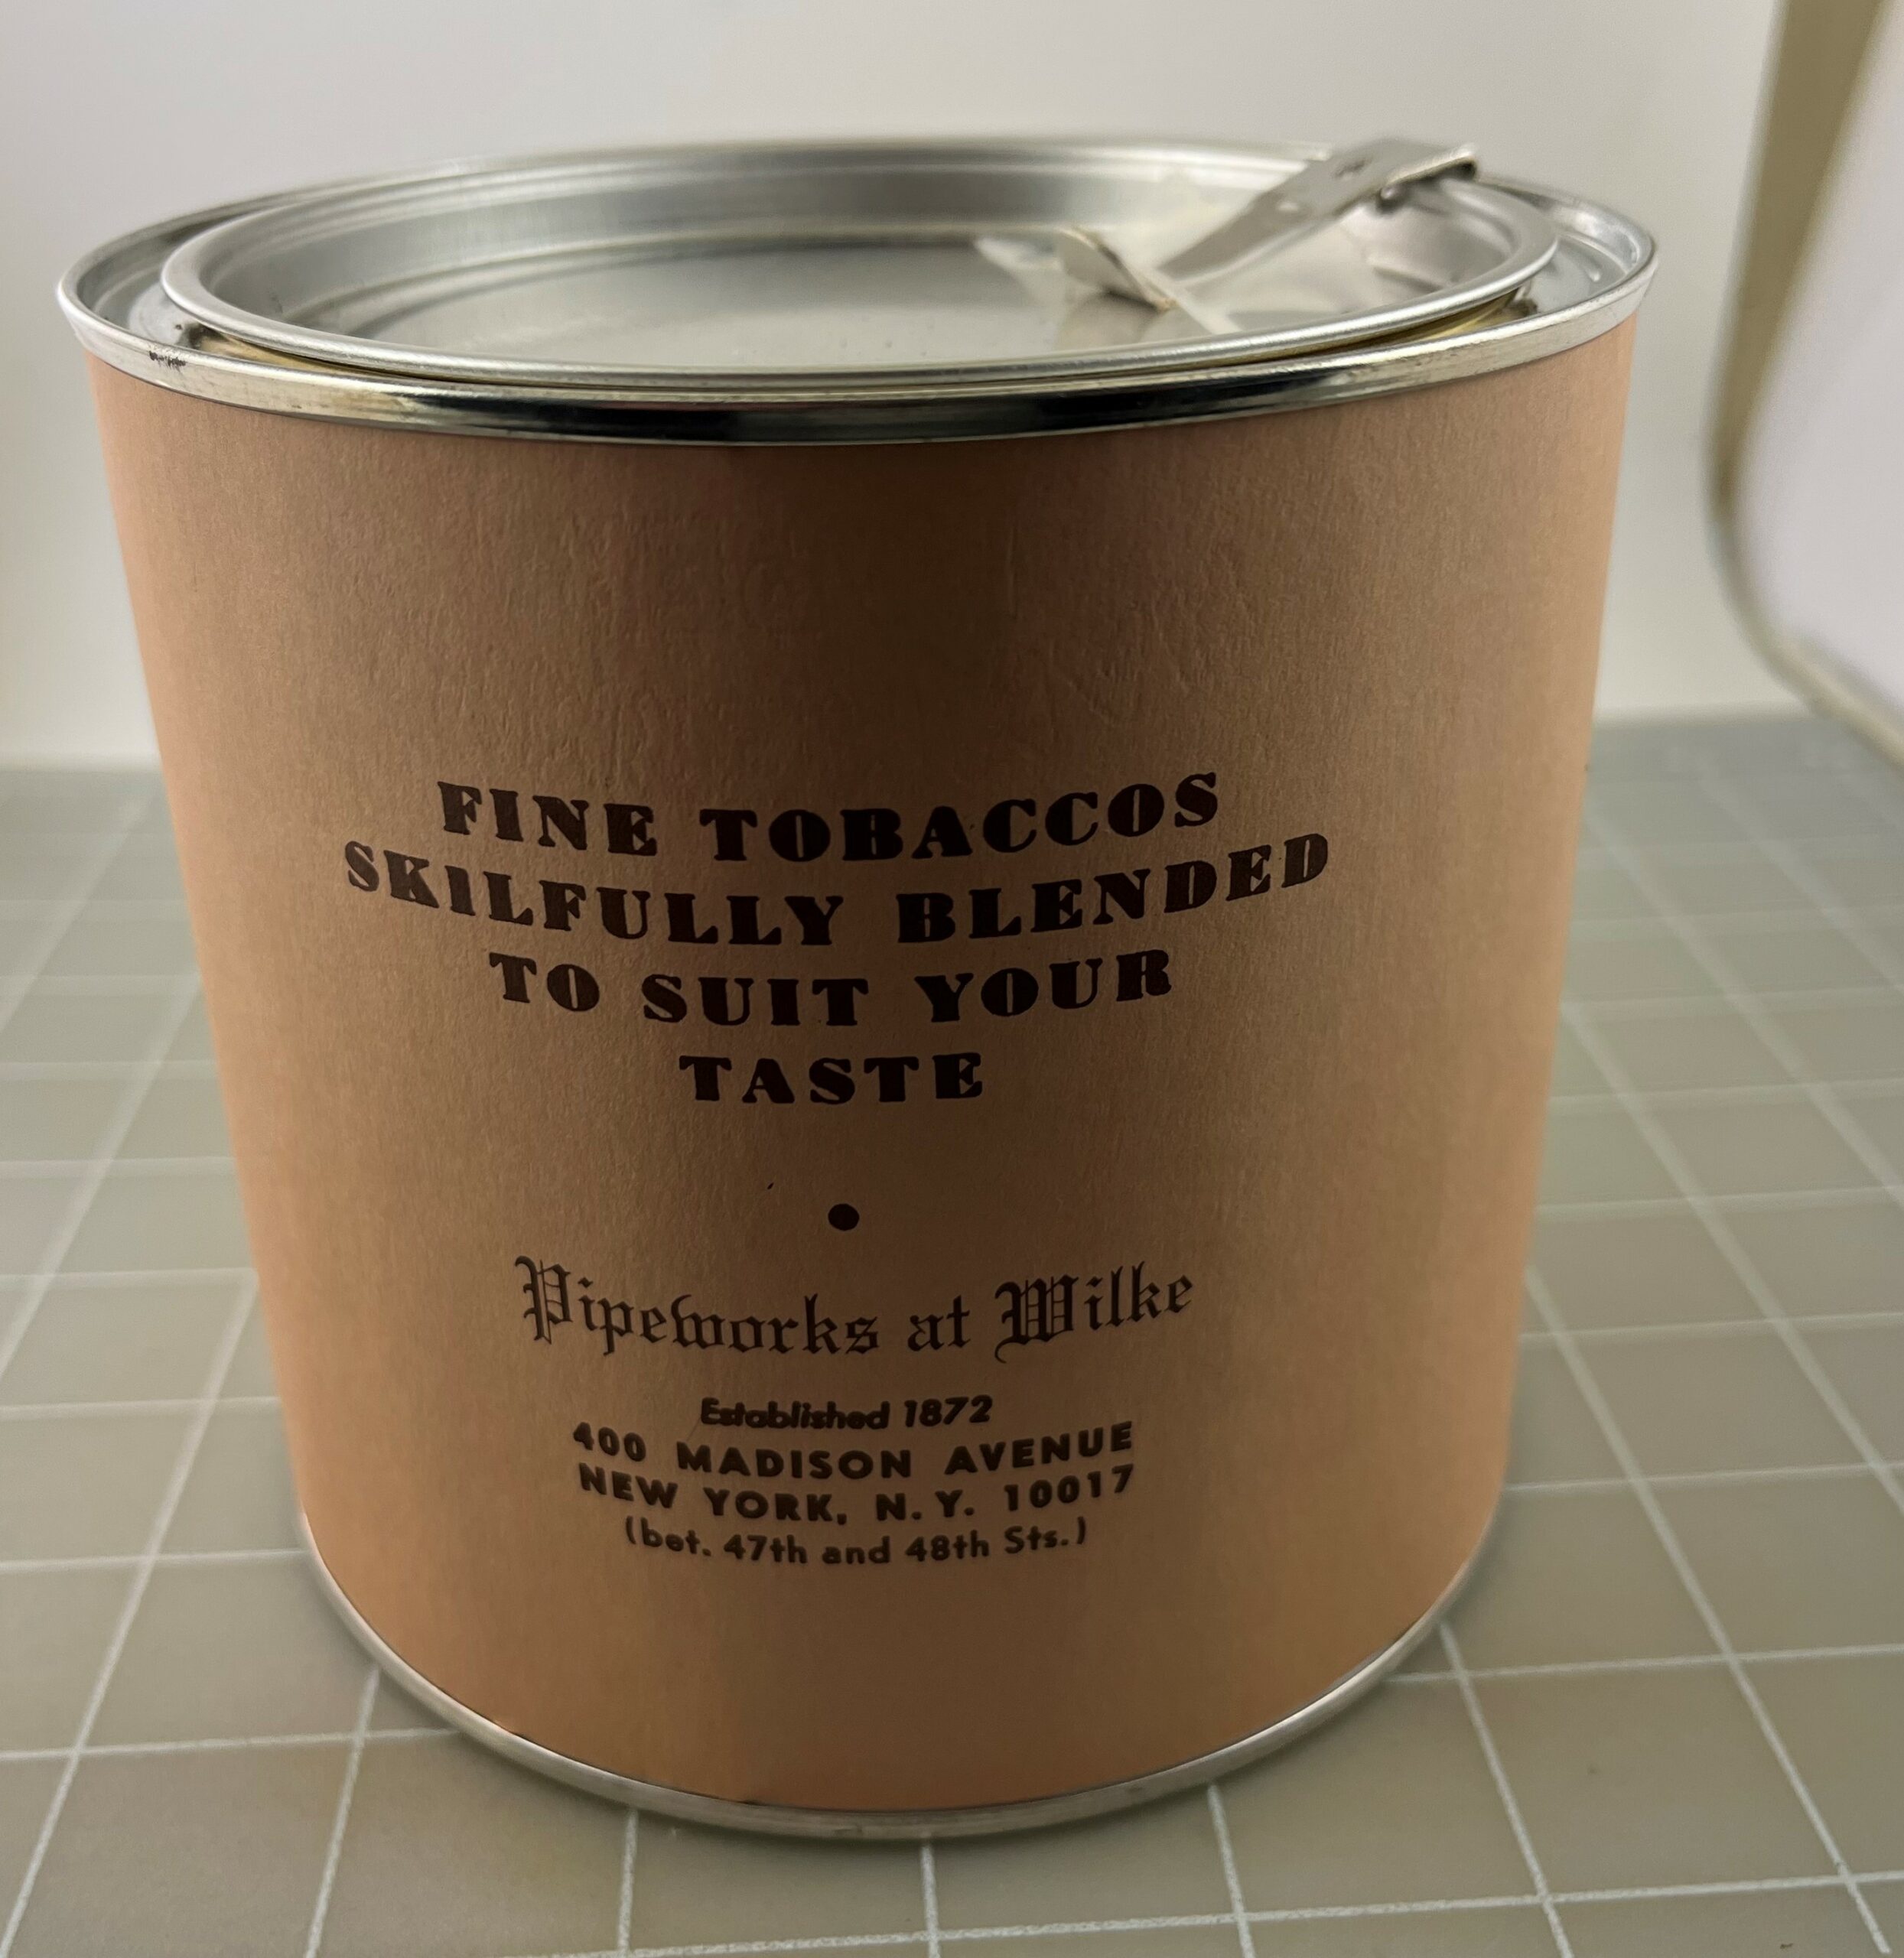 FINE TOBACCOS
SKILFULLY BLENDED
TO SUIT YOUR
TASTE
•
Pipeworks at Wilke
Established 1872
400 MADISON AVENUE
NEW YORK, N.Y. 10017
(bet. 47th and 48th Sts.)